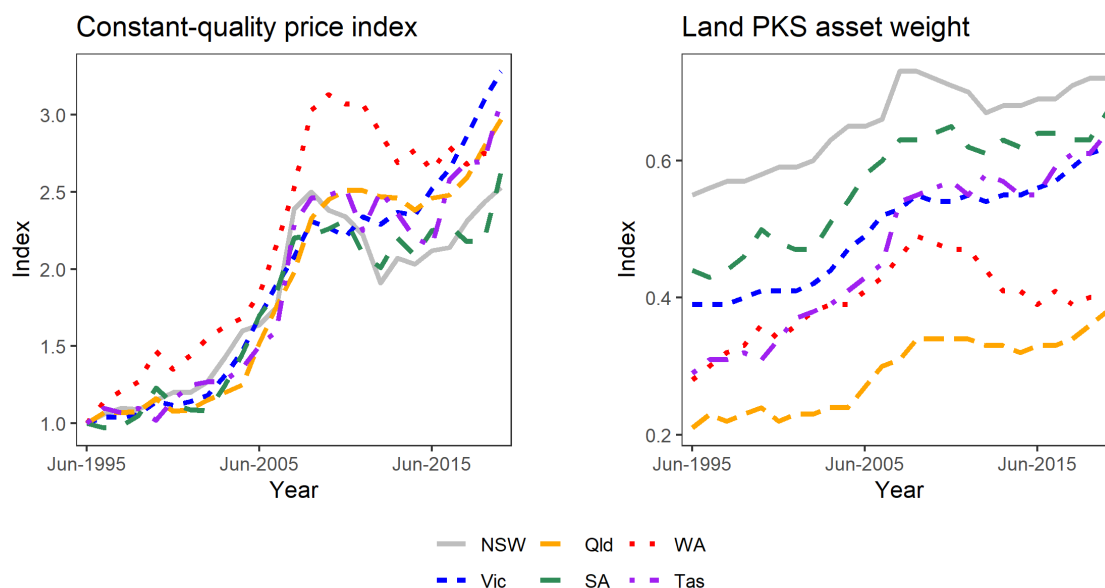 Constant-quality price index
Land PKS asset weight
Index
3.0
2.5
2.0
1.5
1.0
Jun-1995
Jun-2005
Jun-2015
Year
Index
0.6
0.4
0.2
Jun-1995
Jun-2005
Jun-2015
Year
NSW
Qld
WA
Vic
SA
Tas